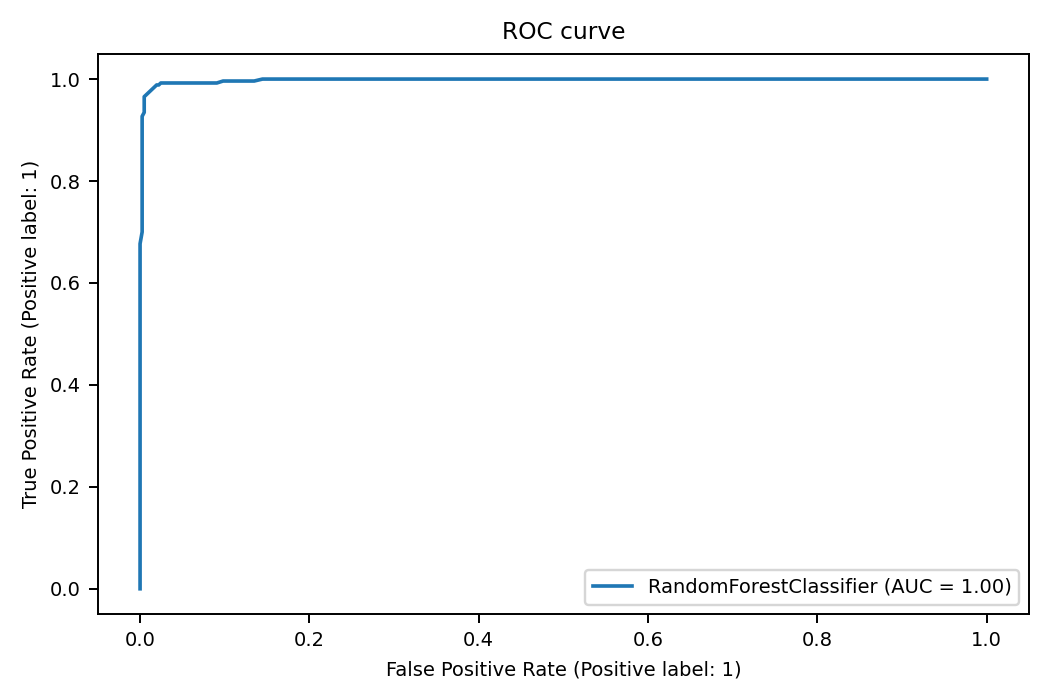 ROC curve
True Positive Rate (Positive label: 1)
1.0
0.8
0.6
0.4
0.2
0.0
RandomForestClassifier (AUC = 1.00)
0.0 0.2 0.4 0.6 0.8 1.0
False Positive Rate (Positive label: 1)